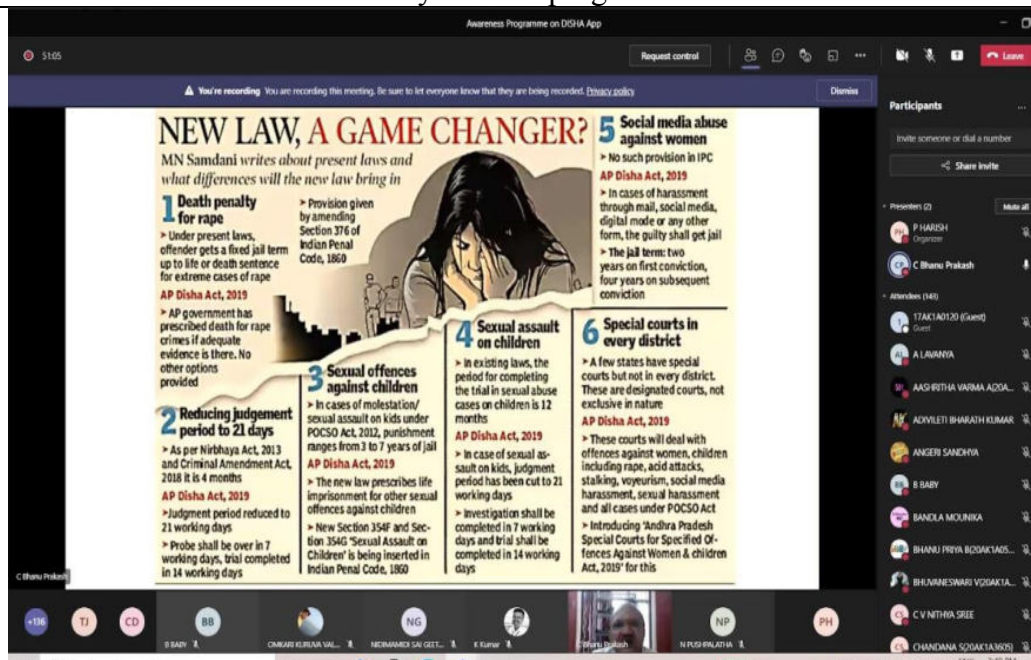 Awareness Programme on DISHA App
51:05
Request control
Leave
You're recording You are recording this meeting. Be sure to let everyone know that they are being recorded. Privacy policy
Dismiss
NEW LAW, A GAME CHANGER?
MN Samdani writes about present laws and
what differences will the new law bring in
1 Death penalty
for rape
➤ Under present laws,
offender gets a fixed jail term
up to life or death sentence
for extreme cases of rape
AP Disha Act, 2019
➤ AP government has
prescribed death for rape
crimes if adequate
evidence is there. No
other options
provided
➤ Provision given
by amending
Section 376 of
Indian Penal
Code, 1860
2 Reducing judgement
period to 21 days
➤ As per Nirbhaya Act, 2013
and Criminal Amendment Act,
2018 it is 4 months
AP Disha Act, 2019
➤ Judgment period reduced to
21 working days
➤ Probe shall be over in 7
working days, trial completed
in 14 working days
3 Sexual offences
against children
➤ In cases of molestation/
sexual assault on kids under
POCSO Act, 2012, punishment
ranges from 3 to 7 years of jail
AP Disha Act, 2019
➤ The new law prescribes life
imprisonment for other sexual
offences against children
➤ New Section 354F and Sec-
tion 354G 'Sexual Assault on
Children' is being inserted in
Indian Penal Code, 1860
4 Sexual assault
on children
➤ In existing laws, the
period for completing
the trial in sexual abuse
cases on children is 12
months
AP Disha Act, 2019
➤ In case of sexual as-
sault on kids, judgment
period has been cut to 21
working days
➤ Investigation shall be
completed in 7 working
days and trial shall be
completed in 14 working
days
5 Social media abuse
against women
➤ No such provision in IPC
AP Disha Act, 2019
➤ In cases of harassment
through mail, social media,
digital mode or any other
form, the guilty shall get jail
➤ The jail term: two
years on first conviction,
four years on subsequent
conviction
6 Special courts in
every district
➤ A few states have special
courts but not in every district.
These are designated courts, not
exclusive in nature
AP Disha Act, 2019
➤ These courts will deal with
offences against women, children
including rape, acid attacks,
stalking, voyeurism, social media
harassment, sexual harassment
and all cases under POCSO Act
➤ Introducing 'Andhra Pradesh
Special Courts for Specified Of-
fences Against Women & children
Act, 2019' for this
C Bhanu Prakash
Participants
Invite someone or dial a number
Share invite
Presenters (2)
Mute all
PH
P HARISH
Organizer
CP
C Bhanu Prakash
Attendees (143)
17AK1A0120 (Guest)
Guest
AL
A LAVANYA
AASHRITHA VARMA A(20A...
ADIVILETI BHARATH KUMAR
ANGERI SANDHYA
BB
B BABY
BANDLA MOUNIKA
BHANU PRIYA B(20AK1A05...
BHUVANESWARI V(20AK1A...
CS
C V NITHYA SREE
CHANDANA S(20AK1A3605)
+136
TJ
CD
BB
B BABY
OMKARI KURUVA, VAL...
NG
NIDIMAMIDI SAI GEET...
K Kumar
C Bhanu Prakash
NP
N PUSHPALATHA
PH